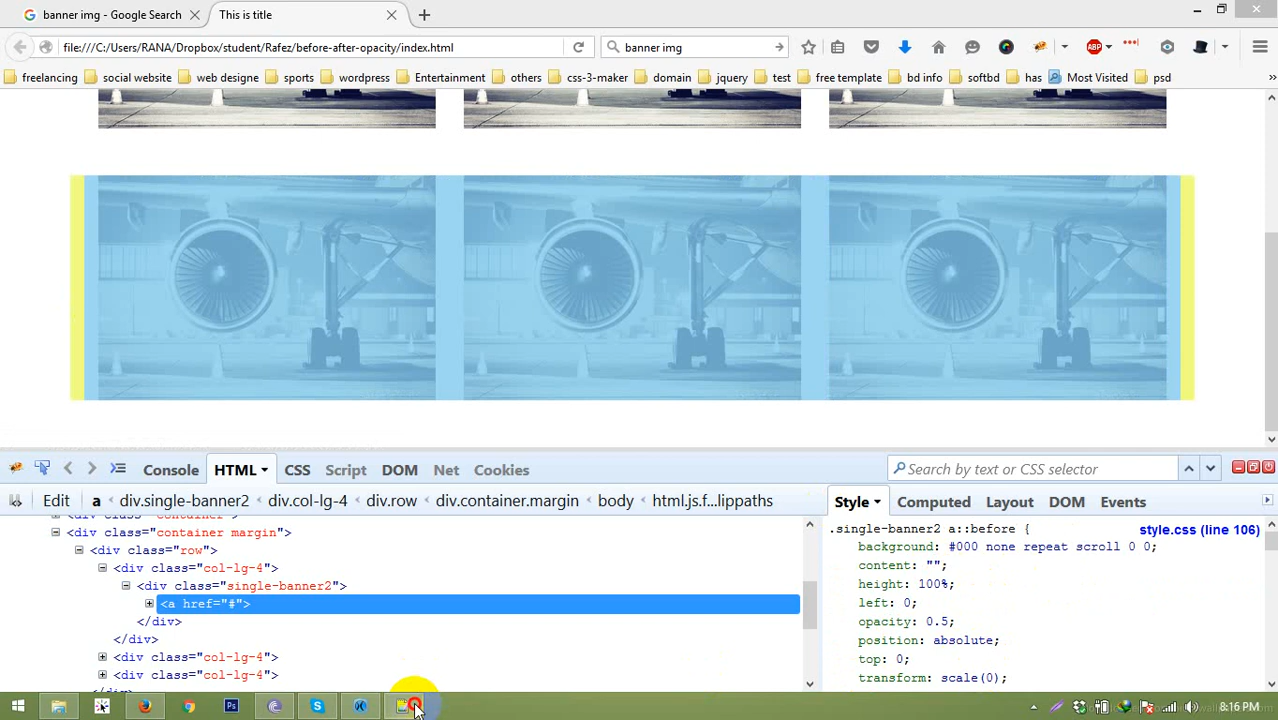 banner img - Google Search
This is title
file:///C:/Users/RANA/Dropbox/student/Rafez/before-after-opacity/index.html
banner img
ABP
freelancing social website web designe sports wordpress Entertainment others css-3-maker domain jquery test free template bd info softbd has Most Visited psd
Console HTML CSS Script DOM Net Cookies
Search by text or CSS selector
Edit a div.single-banner2 div.col-lg-4 div.row div.container.margin body html.js.f...lippaths
Style Computed Layout DOM Events
<div class="container">
<div class="container margin">
<div class="row">
<div class="col-lg-4">
<div class="single-banner2">
<a href="#">
</div>
</div>
<div class="col-lg-4">
<div class="col-lg-4">
</div>
.single-banner2 a::before { style.css (line 106)
background: #000 none repeat scroll 0 0;
content: "";
height: 100%;
left: 0;
opacity: 0.5;
position: absolute;
top: 0;
transform: scale(0);
Ps
8:16 PM